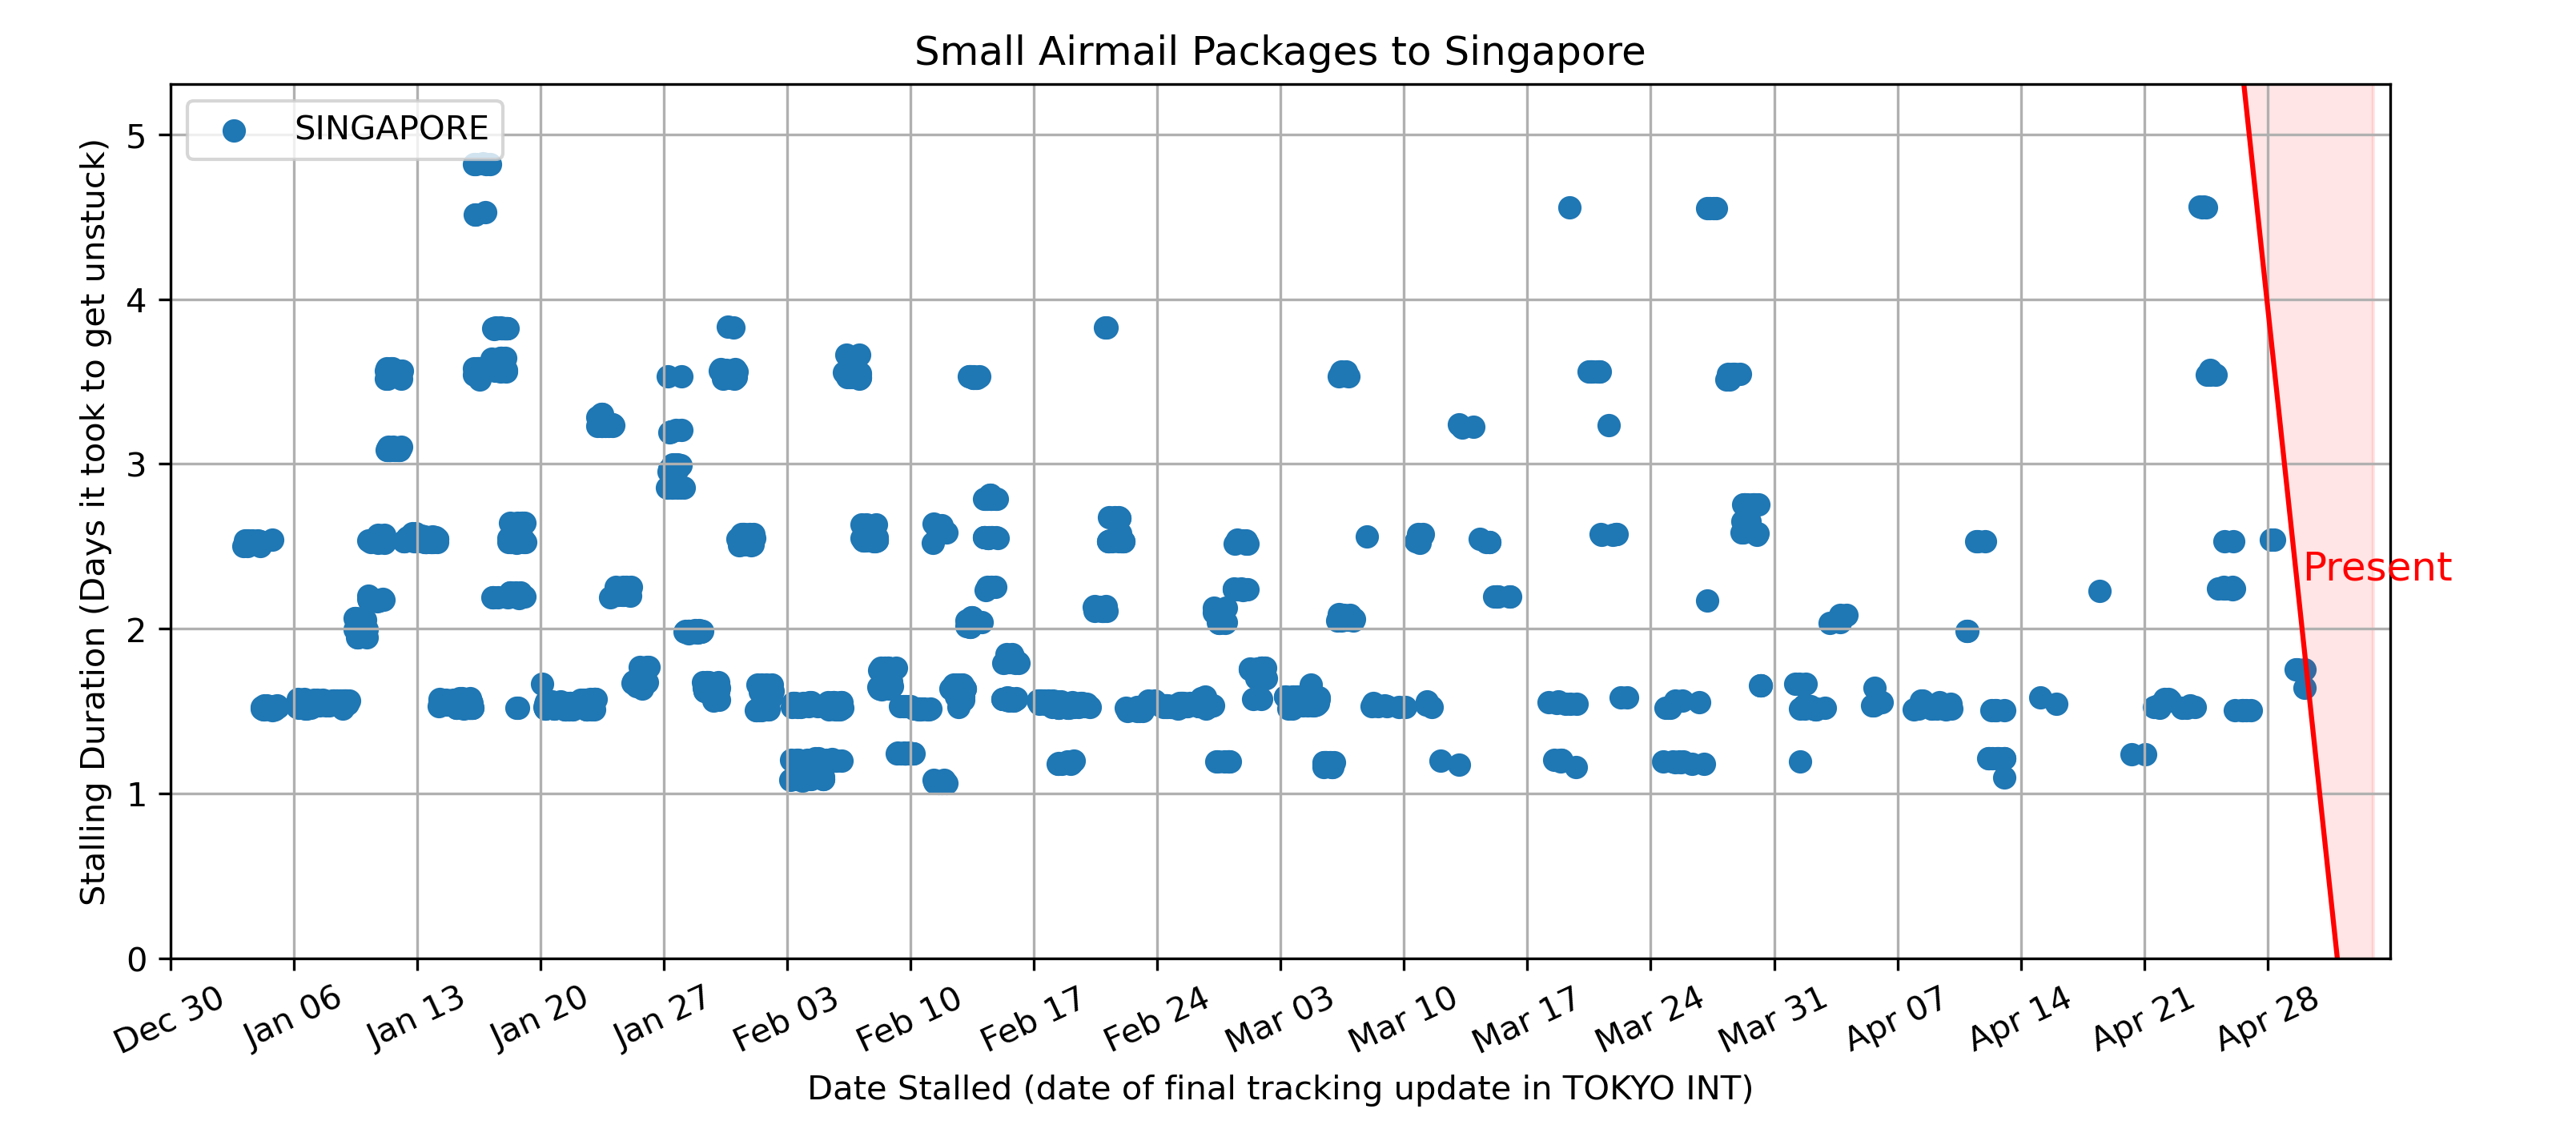 Small Airmail Packages to Singapore
SINGAPORE
Stalling Duration (Days it took to get unstuck)
5
4
3
2
1
0
Present
Dec 30
Jan 06
Jan 13
Jan 20
Jan 27
Feb 03
Feb 10
Feb 17
Feb 24
Mar 03
Mar 10
Mar 17
Mar 24
Mar 31
Apr 07
Apr 14
Apr 21
Apr 28
Date Stalled (date of final tracking update in TOKYO INT)